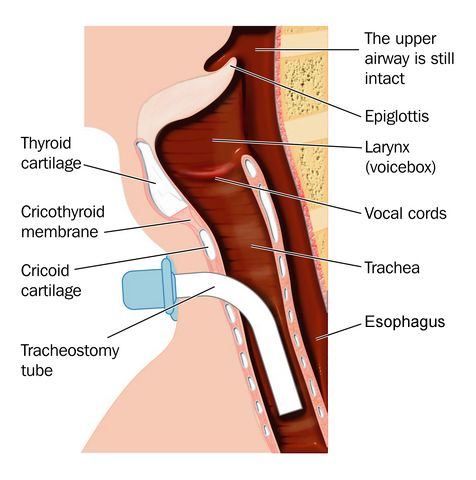 The upper
airway is still
intact
Epiglottis
Larynx
(voicebox)
Vocal cords
Trachea
Esophagus
Thyroid
cartilage
Cricothyroid
membrane
Cricoid
cartilage
Tracheostomy
tube